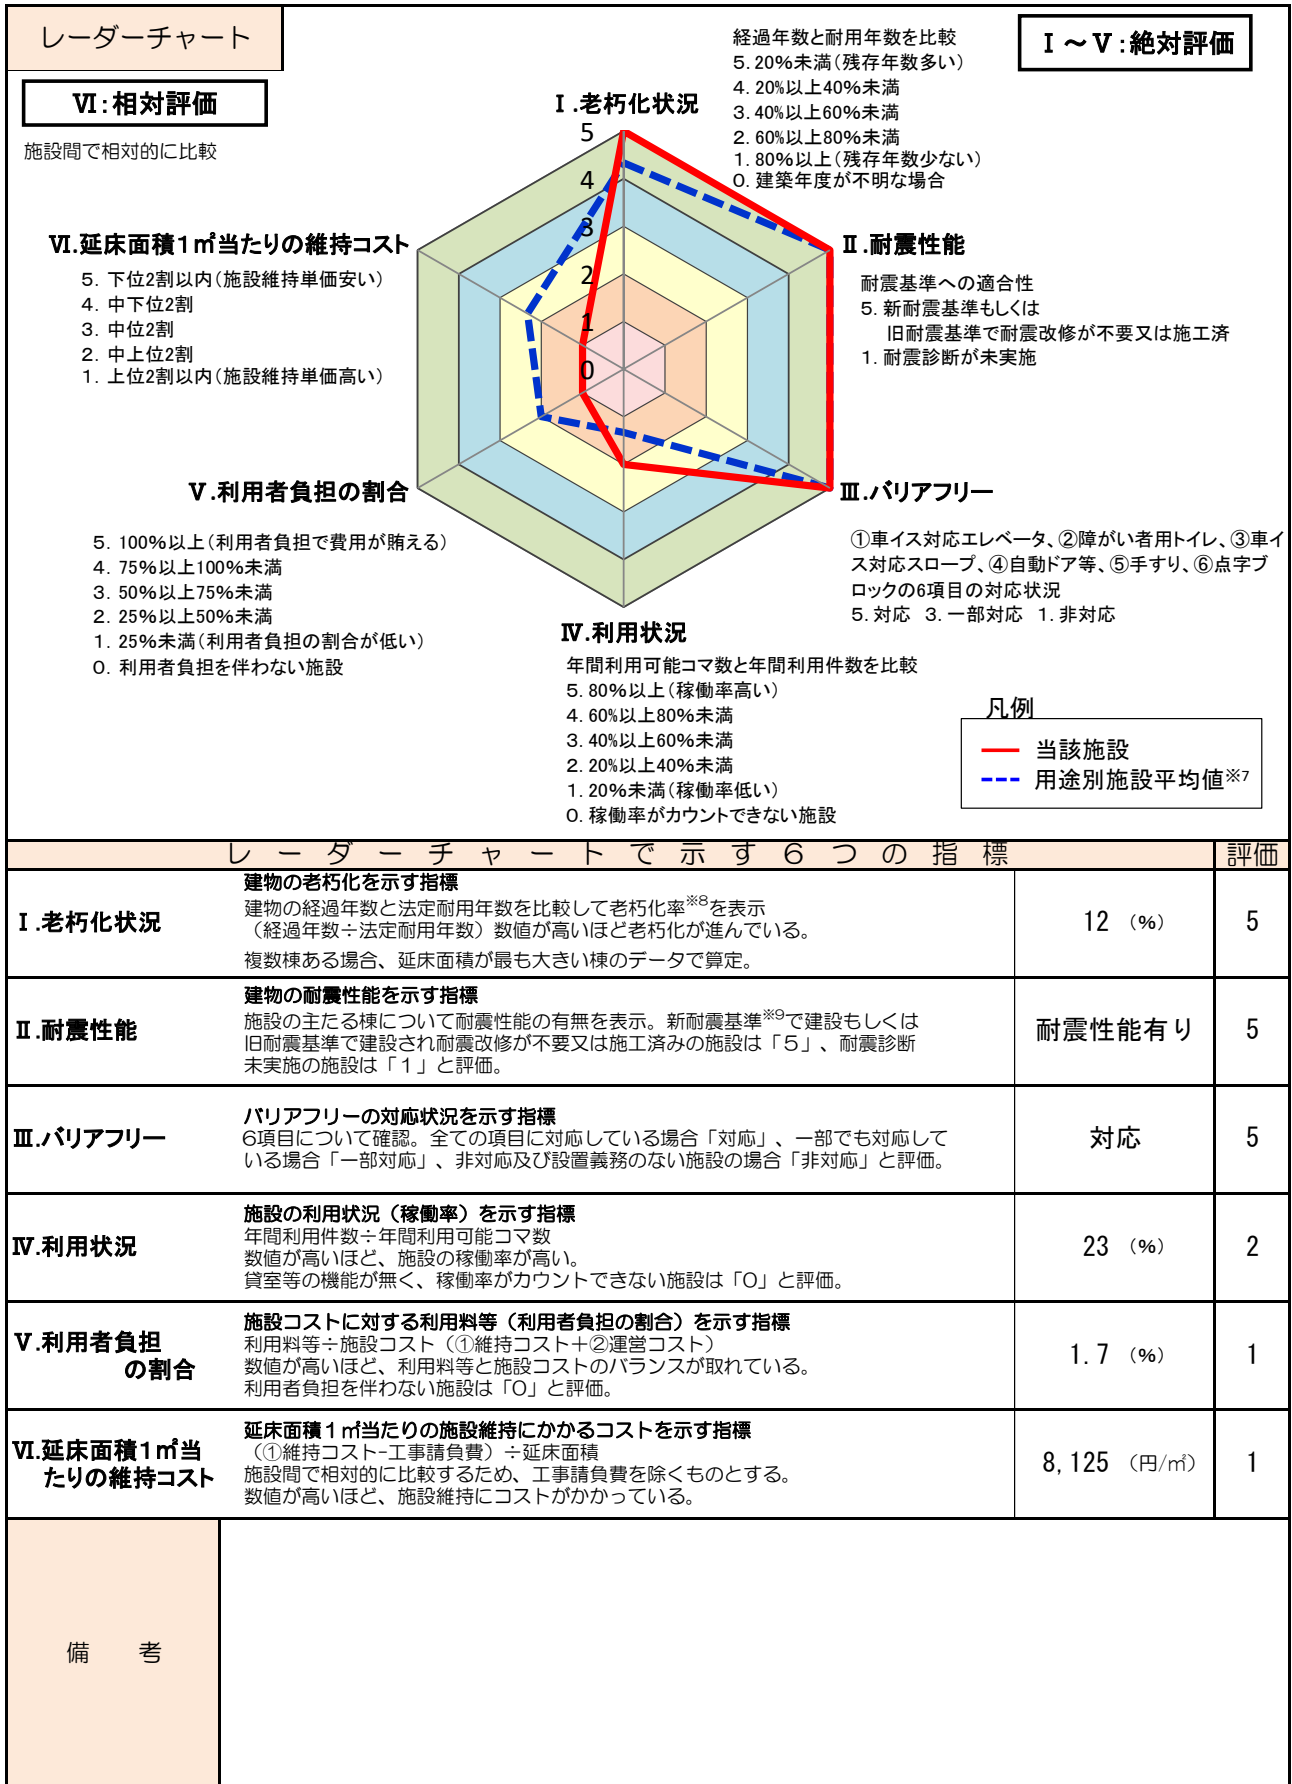 レーダーチャート
Ⅰ～Ⅴ:絶対評価
Ⅵ:相対評価
施設間で相対的に比較
Ⅰ.老朽化状況
経過年数と耐用年数を比較
5.20%未満(残存年数多い)
4.20%以上40%未満
3.40%以上60%未満
2.60%以上80%未満
1.80%以上(残存年数少ない)
0.建築年度が不明な場合
5
4
3
2
1
0
Ⅱ.耐震性能
耐震基準への適合性
5.新耐震基準もしくは
旧耐震基準で耐震改修が不要又は施工済
1.耐震診断が未実施
Ⅵ.延床面積1㎡当たりの維持コスト
5.下位2割以内(施設維持単価安い)
4.中下位2割
3.中位2割
2.中上位2割
1.上位2割以内(施設維持単価高い)
Ⅲ.バリアフリー
①車イス対応エレベータ、②障がい者用トイレ、③車イ
ス対応スロープ、④自動ドア等、⑤手すり、⑥点字ブ
ロックの6項目の対応状況
5.対応 3.一部対応 1.非対応
Ⅴ.利用者負担の割合
5.100%以上(利用者負担で費用が賄える)
4.75%以上100%未満
3.50%以上75%未満
2.25%以上50%未満
1.25%未満(利用者負担の割合が低い)
0.利用者負担を伴わない施設
Ⅳ.利用状況
年間利用可能コマ数と年間利用件数を比較
5.80%以上(稼働率高い)
4.60%以上80%未満
3.40%以上60%未満
2.20%以上40%未満
1.20%未満(稼働率低い)
0.稼働率がカウントできない施設
凡例
当該施設
用途別施設平均値※7
レーダーチャートで示す6つの指標 評価
Ⅰ.老朽化状況
建物の老朽化を示す指標
建物の経過年数と法定耐用年数を比較して老朽化率※8を表示
(経過年数÷法定耐用年数)数値が高いほど老朽化が進んでいる。
複数棟ある場合、延床面積が最も大きい棟のデータで算定。
12 (%) 5
Ⅱ.耐震性能
建物の耐震性能を示す指標
施設の主たる棟について耐震性能の有無を表示。新耐震基準※9で建設もしくは
旧耐震基準で建設され耐震改修が不要又は施工済みの施設は「5」、耐震診断
未実施の施設は「1」と評価。
耐震性能有り 5
Ⅲ.バリアフリー
バリアフリーの対応状況を示す指標
6項目について確認。全ての項目に対応している場合「対応」、一部でも対応して
いる場合「一部対応」、非対応及び設置義務のない施設の場合「非対応」と評価。
対応 5
Ⅳ.利用状況
施設の利用状況(稼働率)を示す指標
年間利用件数÷年間利用可能コマ数
数値が高いほど、施設の稼働率が高い。
貸室等の機能が無く、稼働率がカウントできない施設は「0」と評価。
23 (%) 2
Ⅴ.利用者負担
の割合
施設コストに対する利用料等(利用者負担の割合)を示す指標
利用料等÷施設コスト(①維持コスト+②運営コスト)
数値が高いほど、利用料等と施設コストのバランスが取れている。
利用者負担を伴わない施設は「0」と評価。
1.7 (%) 1
Ⅵ.延床面積1㎡当
たりの維持コスト
延床面積1㎡当たりの施設維持にかかるコストを示す指標
(①維持コスト-工事請負費)÷延床面積
施設間で相対的に比較するため、工事請負費を除くものとする。
数値が高いほど、施設維持にコストがかかっている。
8,125 (円/㎡) 1
備 考